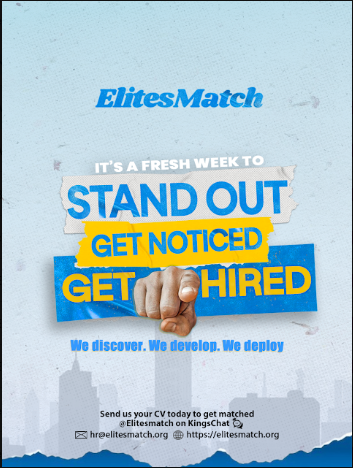 ElitesMatch
IT'S A FRESH WEEK TO
STAND OUT
GET NOTICED
GET HIRED
We discover. We develop. We deploy
Send us your CV today to get matched
@Elitesmatch on KingsChat
hr@elitesmatch.org https://elitesmatch.org